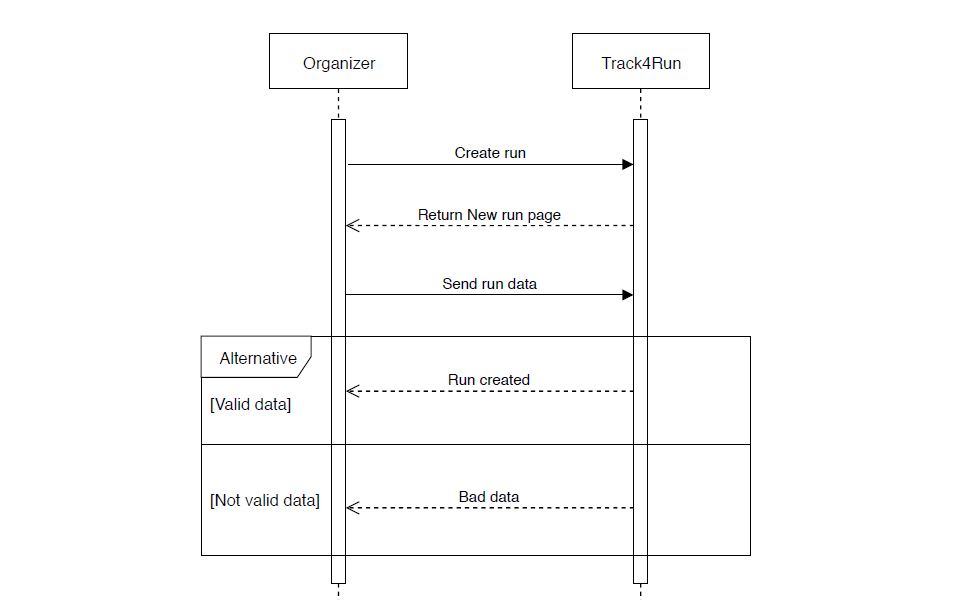 Organizer
Track4Run
Create run
Return New run page
Send run data
Alternative
Run created
[Valid data]
Bad data
[Not valid data]